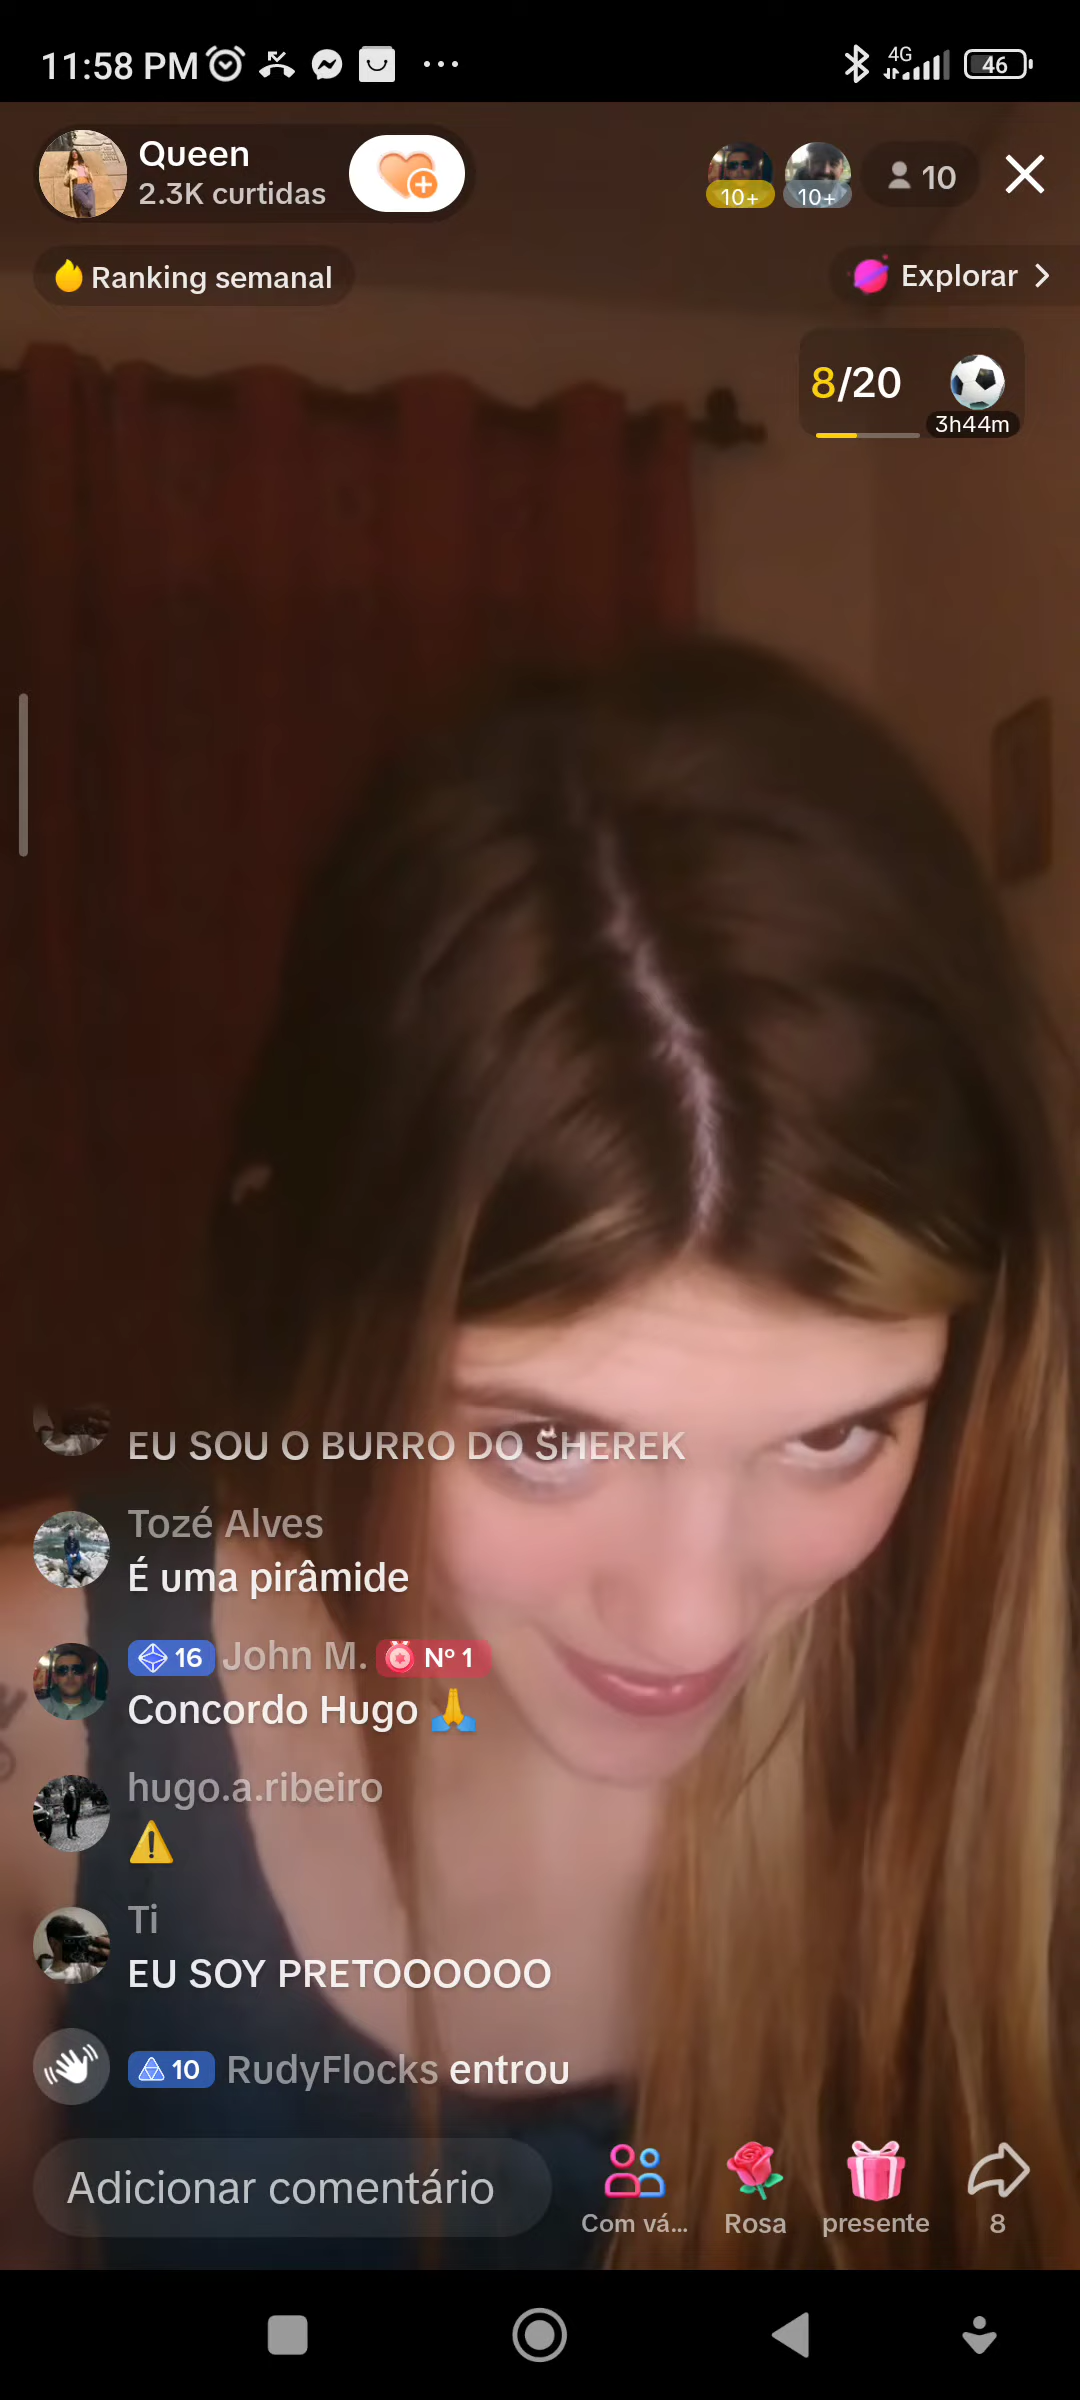 11:58 PM
4G
46
Queen
2.3K curtidas
10+
10+
10
Ranking semanal
Explorar
8/20
3h44m
EU SOU O BURRO DO SHEREK
Tozé Alves
É uma pirâmide
16 John M. Nº 1
Concordo Hugo 🙏
hugo.a.ribeiro
⚠️
Ti
EU SOY PRETOOOOOO
10 RudyFlocks entrou
Adicionar comentário
Com vá...
Rosa
presente
8